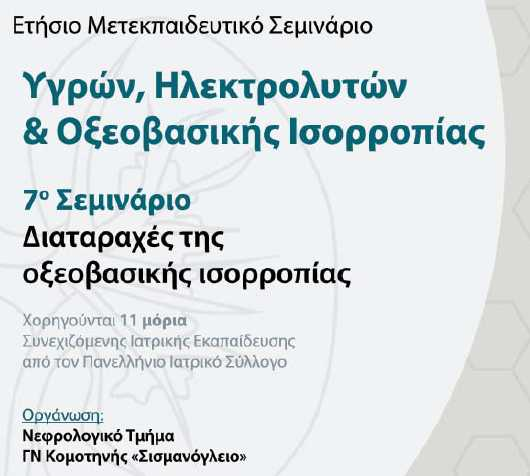 Ετήσιο Μετεκπαιδευτικό Σεμινάριο
Υγρών, Ηλεκτρολυτών
& Οξεοβασικής Ισορροπίας
7ο Σεμινάριο
Διαταραχές της
οξεοβασικής ισορροπίας
Χορηγούνται 11 μόρια
Συνεχιζόμενης Ιατρικής Εκαπαίδευσης
από τον Πανελλήνιο Ιατρικό Σύλλογο
Οργάνωση:
Νεφρολογικό Τμήμα
ΓΝ Κομοτηνής «Σισμανόγλειο»